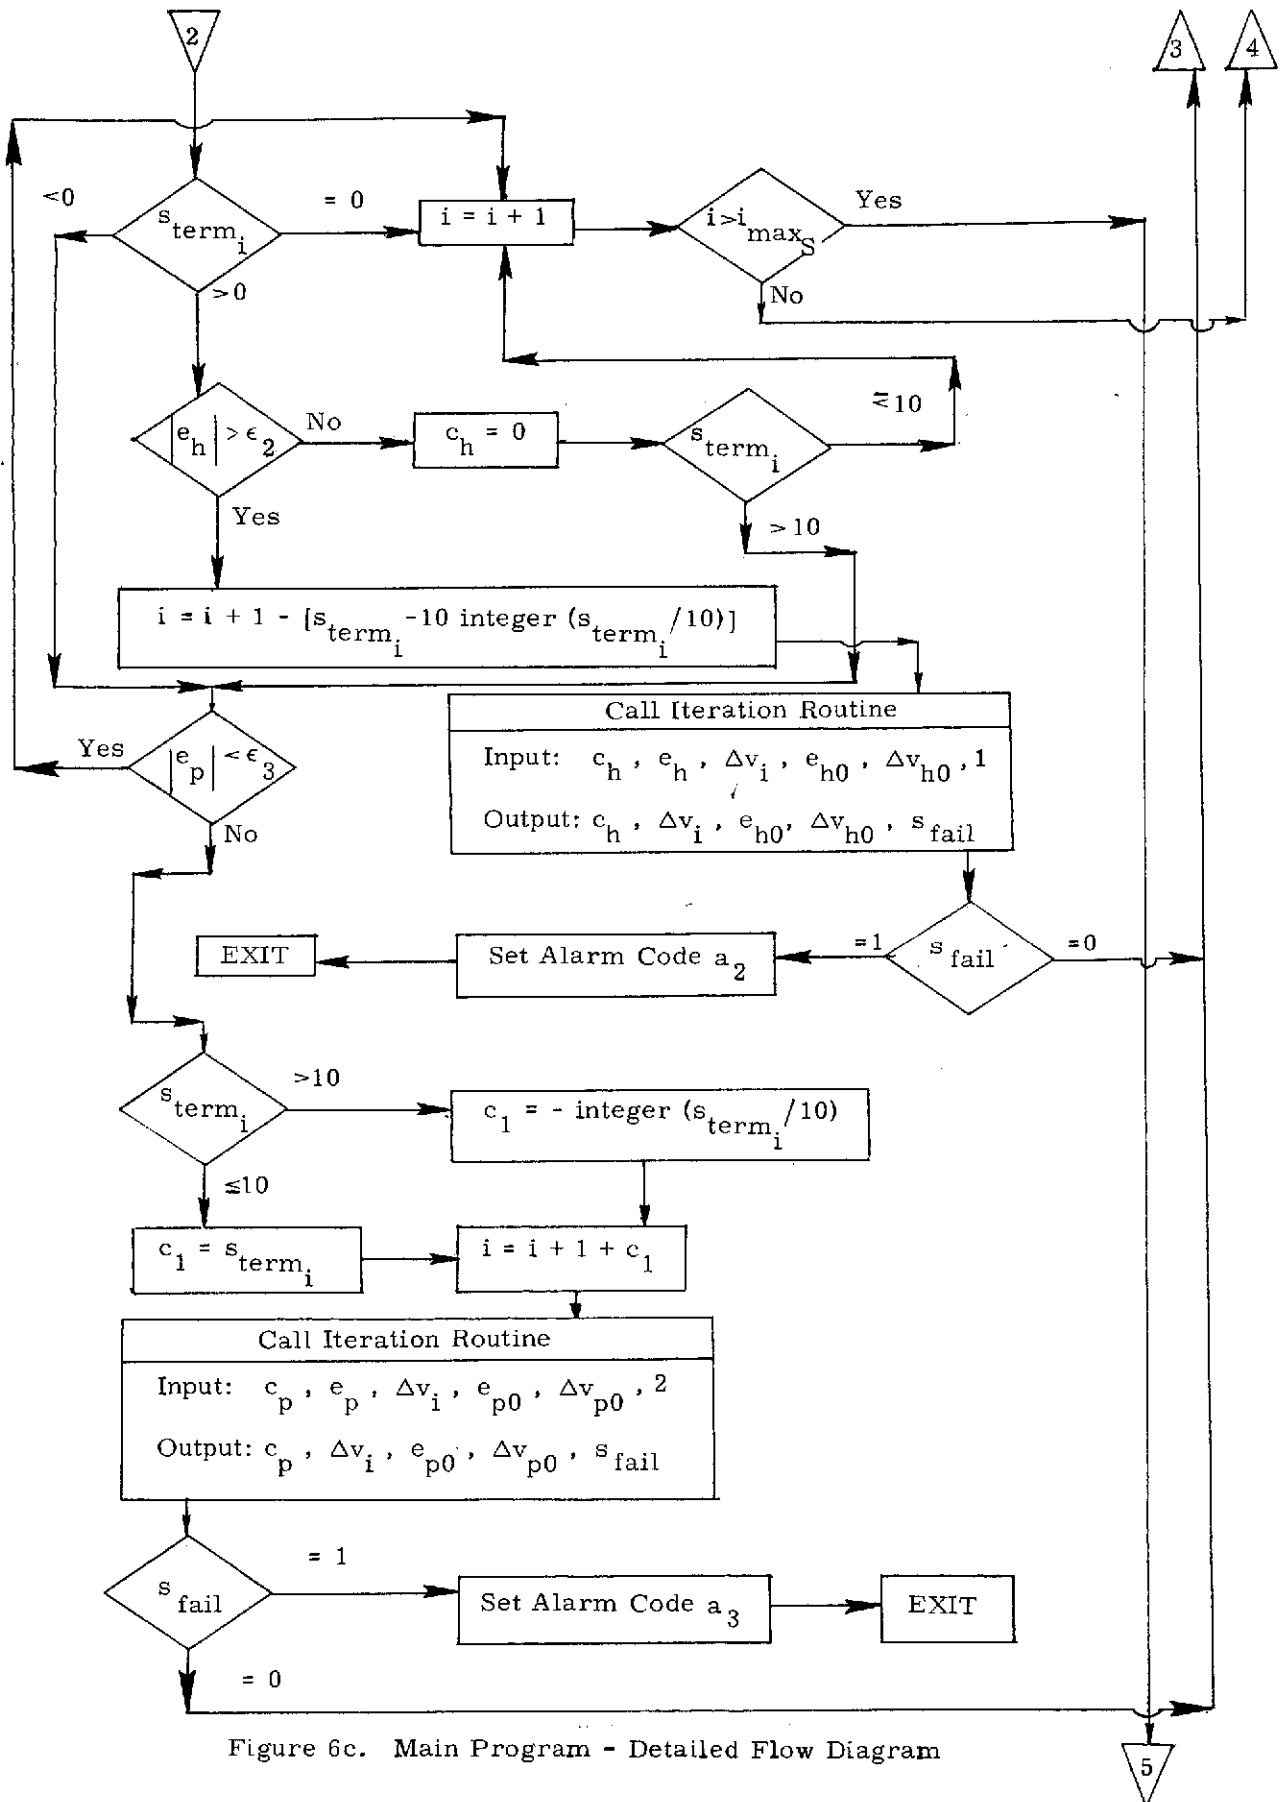 2
3
4
<0
s_term_i
= 0
i = i + 1
i>i_max_S
Yes
>0
No
|e_h| > ϵ_2
No
c_h = 0
s_term_i
≦10
Yes
>10
i = i + 1 - [s_term_i -10 integer (s_term_i/10)]
Call Iteration Routine
Input: c_h , e_h , Δv_i , e_h0 , Δv_h0 , 1
Output: c_h , Δv_i , e_h0, Δv_h0 , s_fail
Yes
|e_p| < ϵ_3
No
EXIT
Set Alarm Code a_2
=1
s_fail
=0
s_term_i
>10
c_1 = - integer (s_term_i/10)
≦10
c_1 = s_term_i
i = i + 1 + c_1
Call Iteration Routine
Input: c_p , e_p , Δv_i , e_p0 , Δv_p0 , 2
Output: c_p , Δv_i , e_p0 , Δv_p0 , s_fail
s_fail
= 1
Set Alarm Code a_3
EXIT
= 0
Figure 6c. Main Program - Detailed Flow Diagram
5